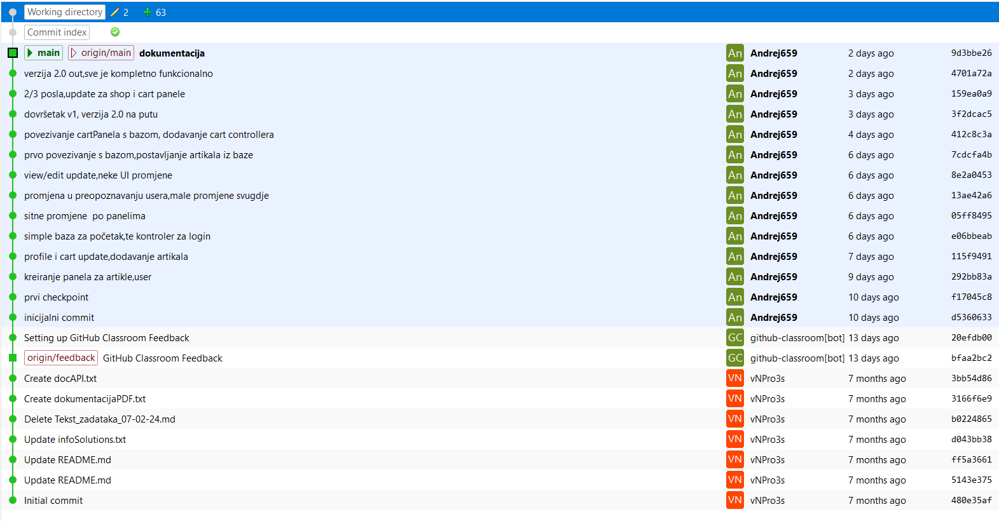 Working directory 2 63
Commit index
main origin/main dokumentacija An Andrej659 2 days ago 9d3bbe26
verzija 2.0 out,sve je kompletno funkcionalno An Andrej659 2 days ago 4701a72a
2/3 posla,update za shop i cart panele An Andrej659 3 days ago 159ea0a9
dovršetak v1, verzija 2.0 na putu An Andrej659 3 days ago 3f2dcac5
povezivanje cartPanela s bazom, dodavanje cart controllera An Andrej659 4 days ago 412c8c3a
prvo povezivanje s bazom,postavljanje artikala iz baze An Andrej659 6 days ago 7cdcfa4b
view/edit update,neke UI promjene An Andrej659 6 days ago 8e2a0453
promjena u preopoznavanju usera,male promjene svugdje An Andrej659 6 days ago 13ae42a6
sitne promjene  po panelima An Andrej659 6 days ago 05ff8495
simple baza za početak,te kontroler za login An Andrej659 6 days ago e06bbeab
profile i cart update,dodavanje artikala An Andrej659 7 days ago 115f9491
kreiranje panela za artikle,user An Andrej659 9 days ago 292bb83a
prvi checkpoint An Andrej659 10 days ago f17045c8
inicijalni commit An Andrej659 10 days ago d5360633
Setting up GitHub Classroom Feedback GC github-classroom[bot] 13 days ago 20efdb00
origin/feedback GitHub Classroom Feedback GC github-classroom[bot] 13 days ago bfaa2bc2
Create docAPI.txt VN vNPro3s 7 months ago 3bb54d86
Create dokumentacijaPDF.txt VN vNPro3s 7 months ago 3166f6e9
Delete Tekst_zadataka_07-02-24.md VN vNPro3s 7 months ago b0224865
Update infoSolutions.txt VN vNPro3s 7 months ago d043bb38
Update README.md VN vNPro3s 7 months ago ff5a3661
Update README.md VN vNPro3s 7 months ago 5143e375
Initial commit VN vNPro3s 7 months ago 480e35af